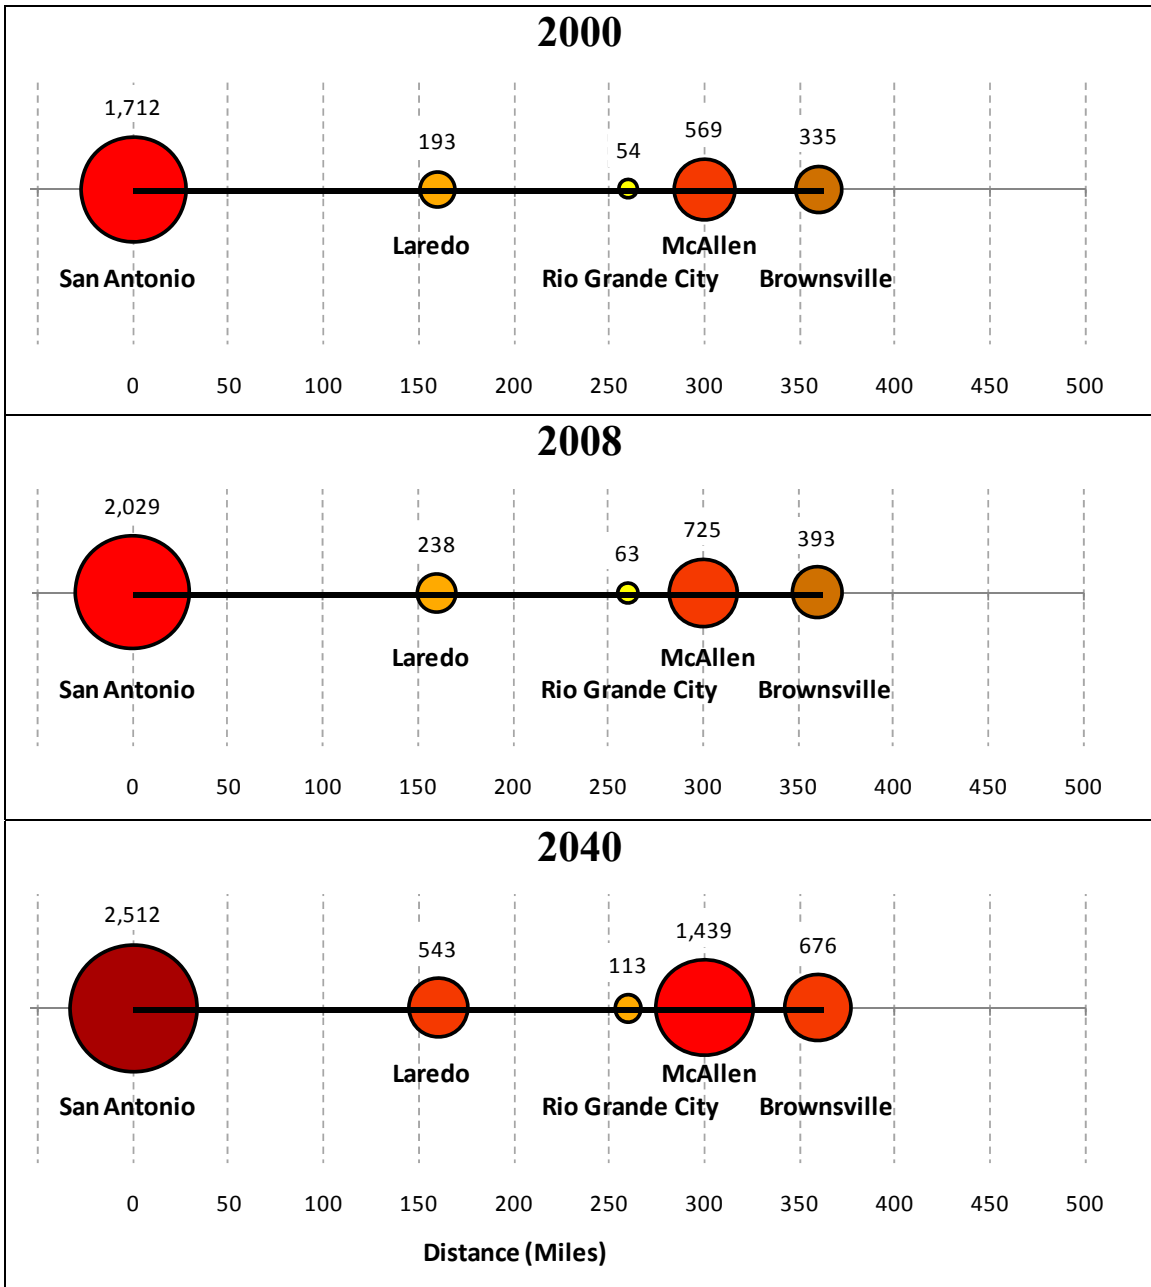 2000
1,712
193
54
569
335
Laredo
McAllen
San Antonio
Rio Grande City
Brownsville
0 50 100 150 200 250 300 350 400 450 500
2008
2,029
238
63
725
393
Laredo
McAllen
San Antonio
Rio Grande City
Brownsville
0 50 100 150 200 250 300 350 400 450 500
2040
2,512
543
113
1,439
676
Laredo
McAllen
San Antonio
Rio Grande City
Brownsville
0 50 100 150 200 250 300 350 400 450 500
Distance (Miles)